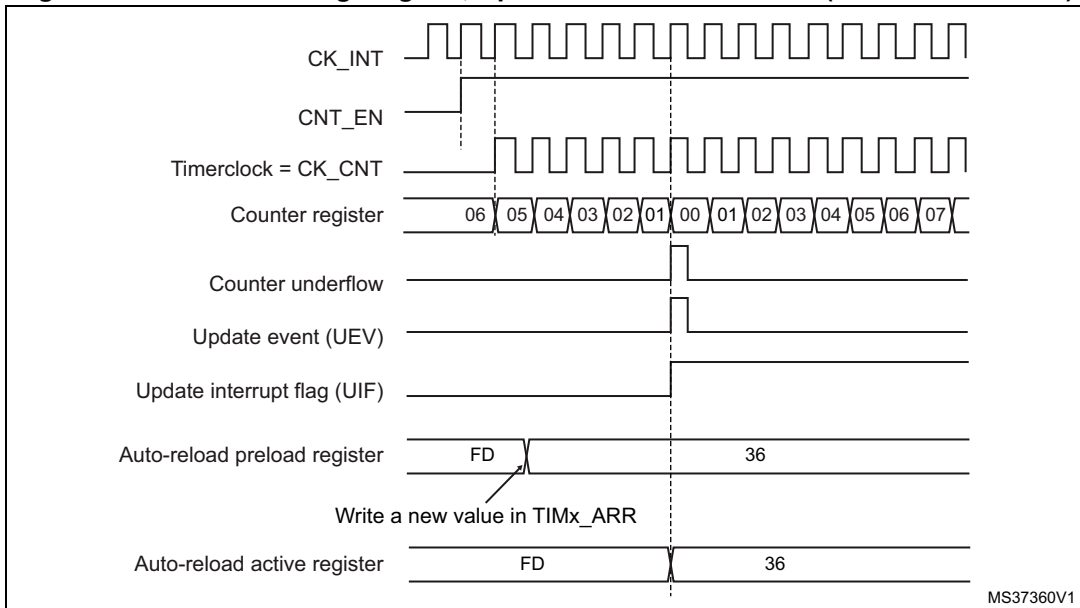 CK_INT
CNT_EN
Timerclock = CK_CNT
Counter register 06 05 04 03 02 01 00 01 02 03 04 05 06 07
Counter underflow
Update event (UEV)
Update interrupt flag (UIF)
Auto-reload preload register FD 36
Write a new value in TIMx_ARR
Auto-reload active register FD 36
MS37360V1